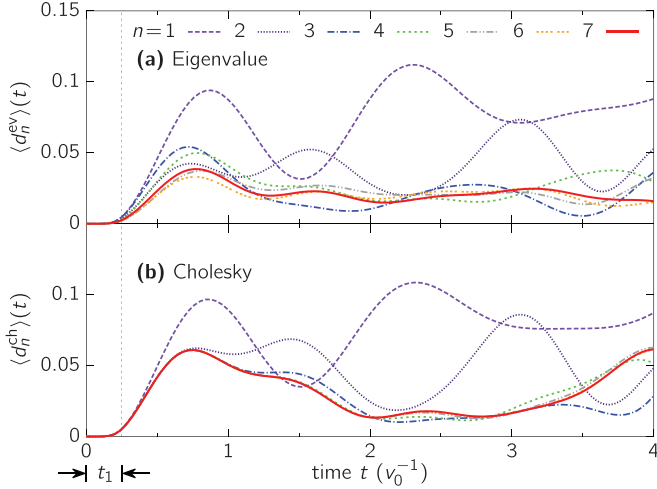 n=1 2 3 4 5 6 7
0.15
(a) Eigenvalue
0.1
0.05
0
⟨d_n^ev⟩(t)
(b) Cholesky
0.1
0.05
0
⟨d_n^ch⟩(t)
0 1 2 3 4
t_1 time t (v_0^-1)